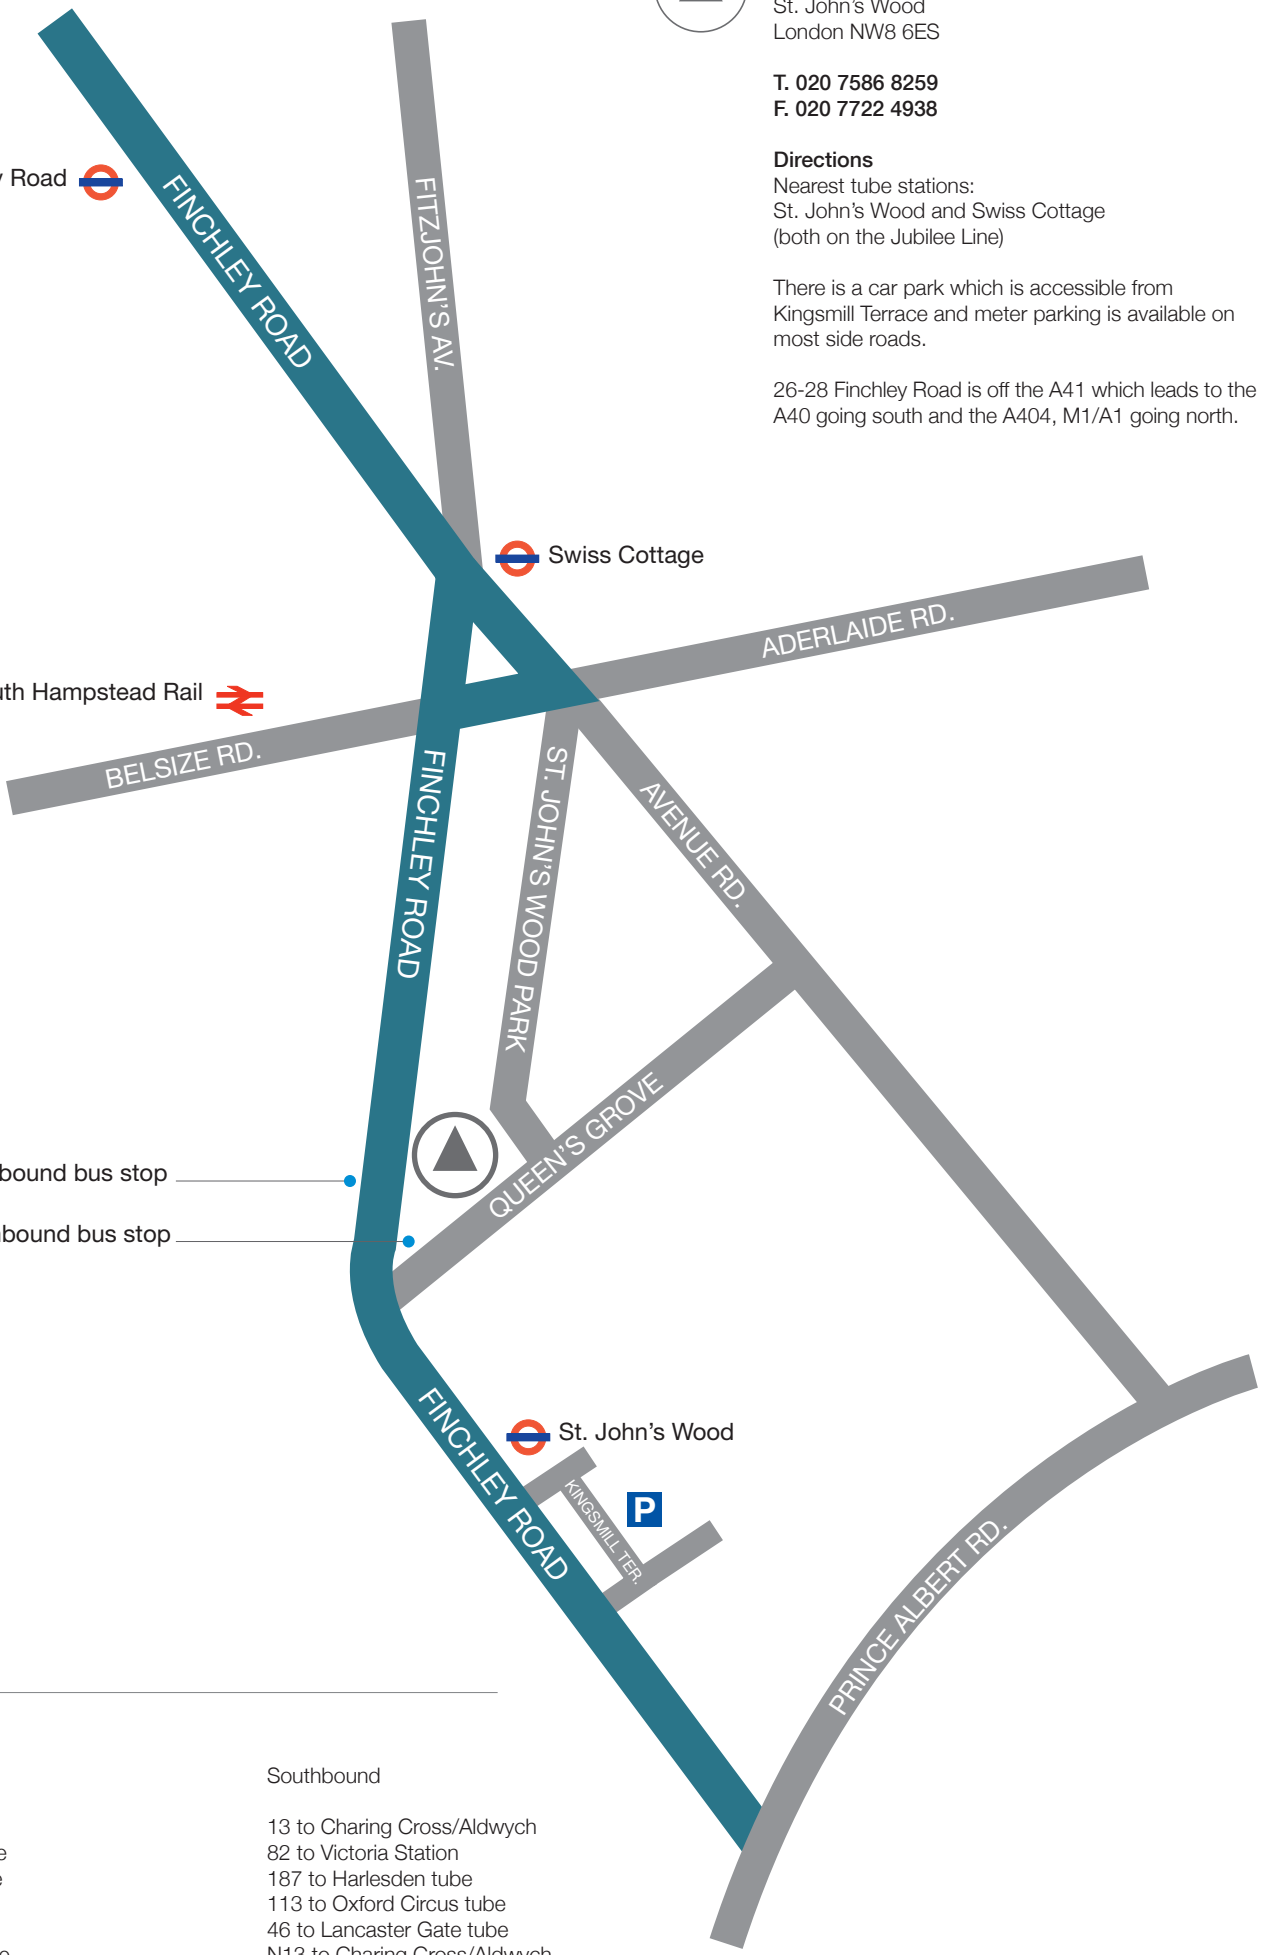 St. John's Wood
London NW8 6ES
T. 020 7586 8259
F. 020 7722 4938
Directions
Nearest tube stations:
St. John's Wood and Swiss Cottage
(both on the Jubilee Line)
There is a car park which is accessible from
Kingsmill Terrace and meter parking is available on
most side roads.
26-28 Finchley Road is off the A41 which leads to the
A40 going south and the A404, M1/A1 going north.
Road
FINCHLEY ROAD
FITZJOHN'S AV.
Swiss Cottage
ADERLAIDE RD.
Hampstead Rail
BELSIZE RD.
FINCHLEY ROAD
ST. JOHN'S WOOD PARK
AVENUE RD.
QUEEN'S GROVE
bound bus stop
bound bus stop
FINCHLEY ROAD
St. John's Wood
KINGSMILL TER.
P
PRINCE ALBERT RD.
Southbound
13 to Charing Cross/Aldwych
82 to Victoria Station
187 to Harlesden tube
113 to Oxford Circus tube
46 to Lancaster Gate tube
N13 to Charing Cross/Aldwych